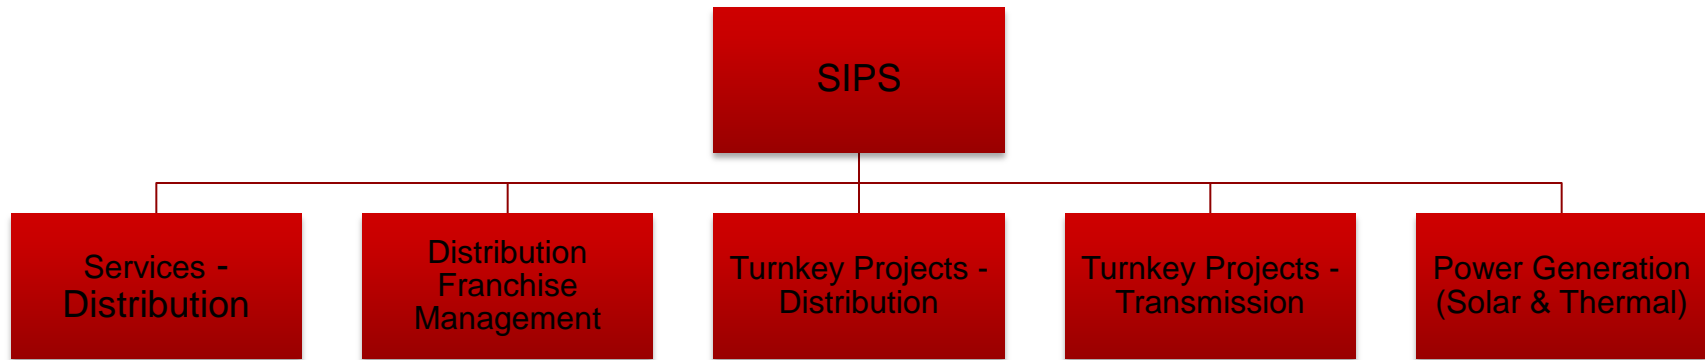 SIPS
Services -
Distribution
Distribution
Franchise
Management
Turnkey Projects -
Distribution
Turnkey Projects -
Transmission
Power Generation
(Solar & Thermal)